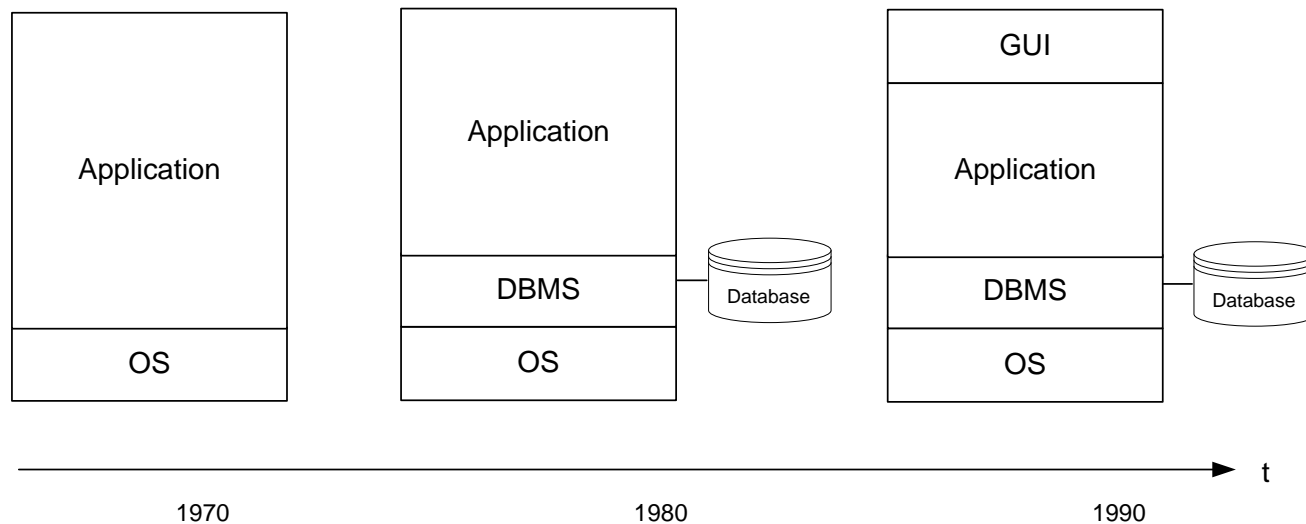 Application
OS
Application
DBMS
OS
Database
GUI
Application
DBMS
OS
Database
t
1970
1980
1990